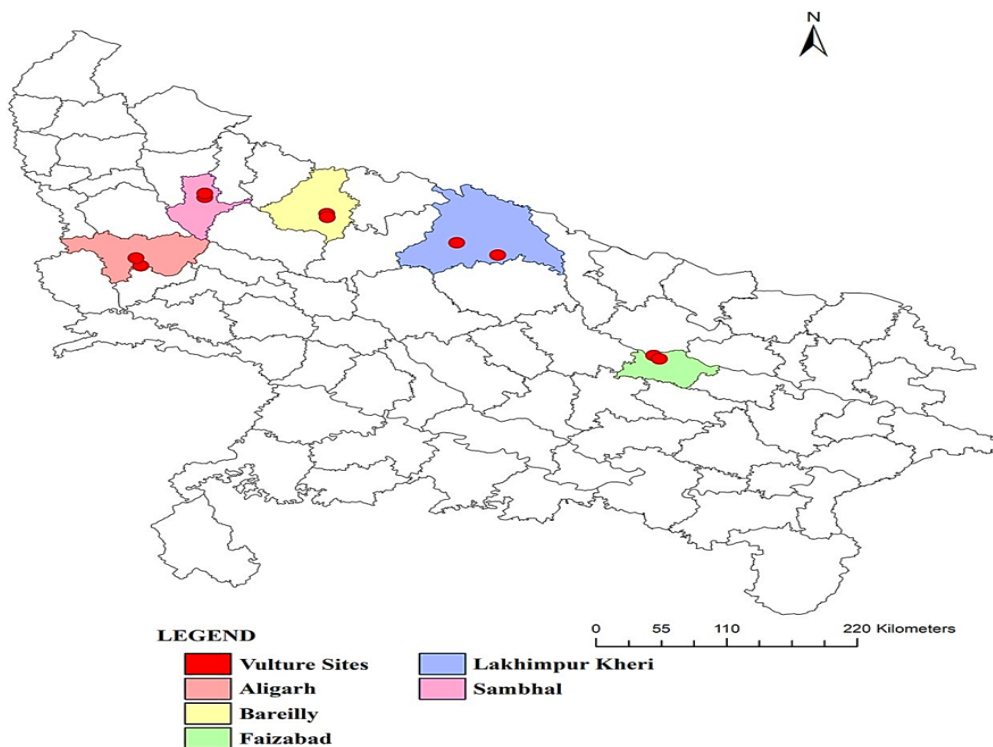 N
LEGEND
0 55 110 220 Kilometers
Vulture Sites
Aligarh
Bareilly
Faizabad
Lakhimpur Kheri
Sambhal